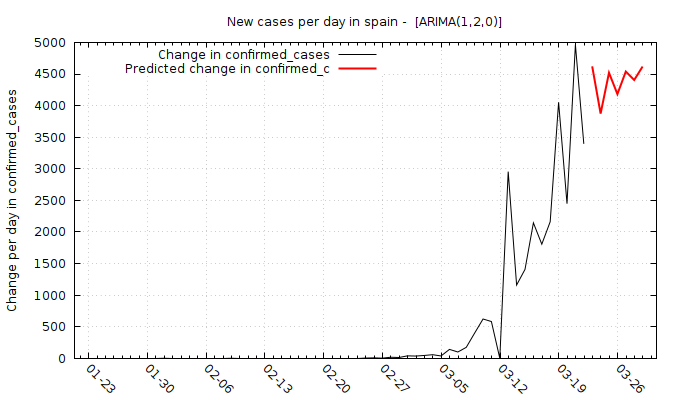 New cases per day in spain -  [ARIMA(1,2,0)]
Change in confirmed_cases
Predicted change in confirmed_c
Change per day in confirmed_cases
5000
4500
4000
3500
3000
2500
2000
1500
1000
500
0
01-23 01-30 02-06 02-13 02-20 02-27 03-05 03-12 03-19 03-26